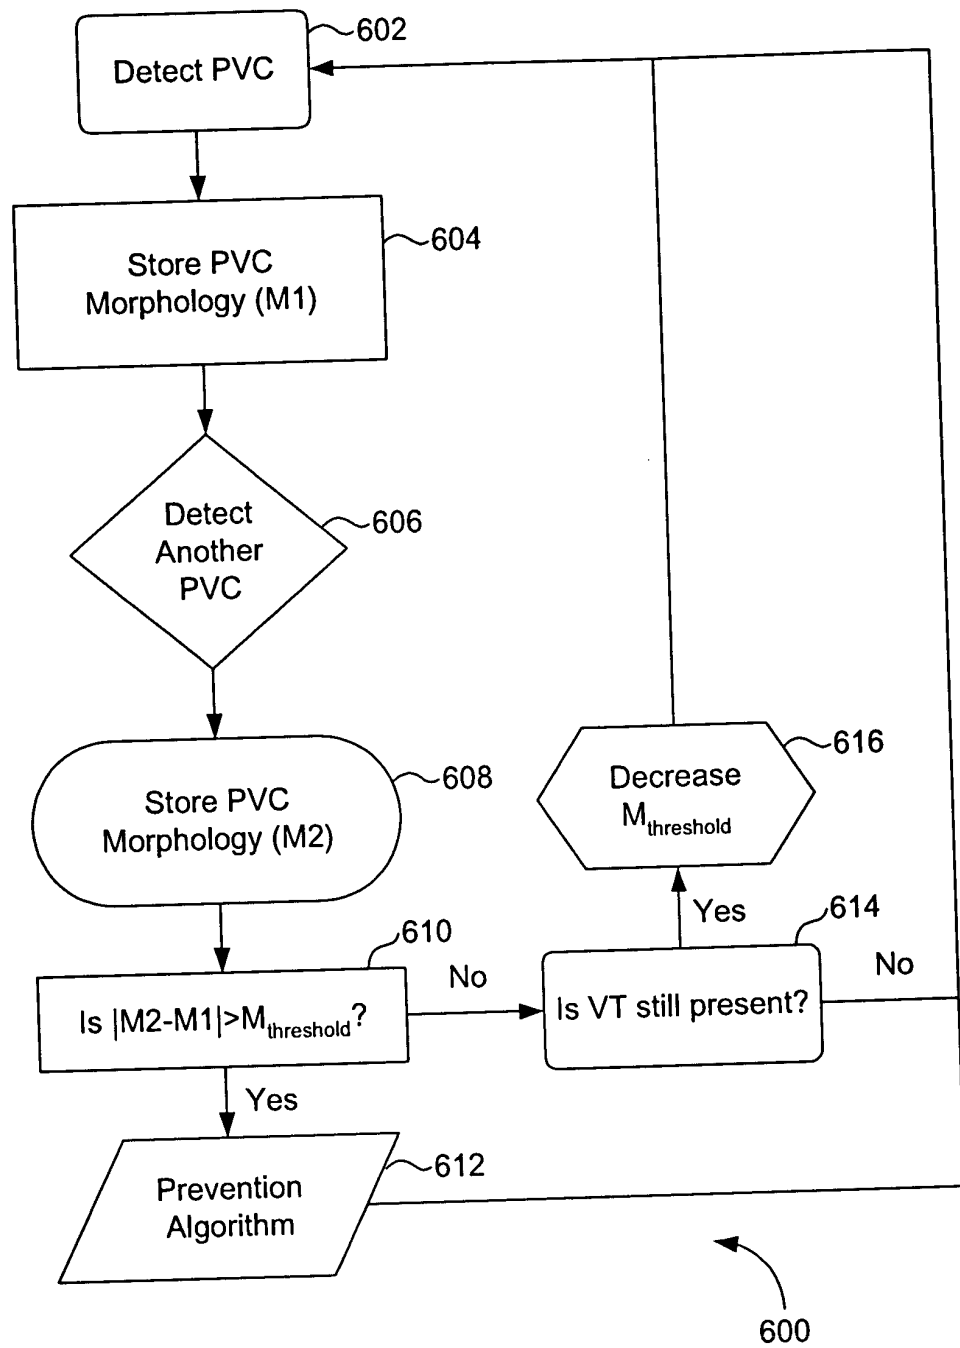 602
Detect PVC
604
Store PVC
Morphology (M1)
606
Detect
Another
PVC
608
Store PVC
Morphology (M2)
616
Decrease
Mthreshold
Yes
614
610
No
No
Is |M2-M1|>Mthreshold?
Is VT still present?
Yes
612
Prevention
Algorithm
600